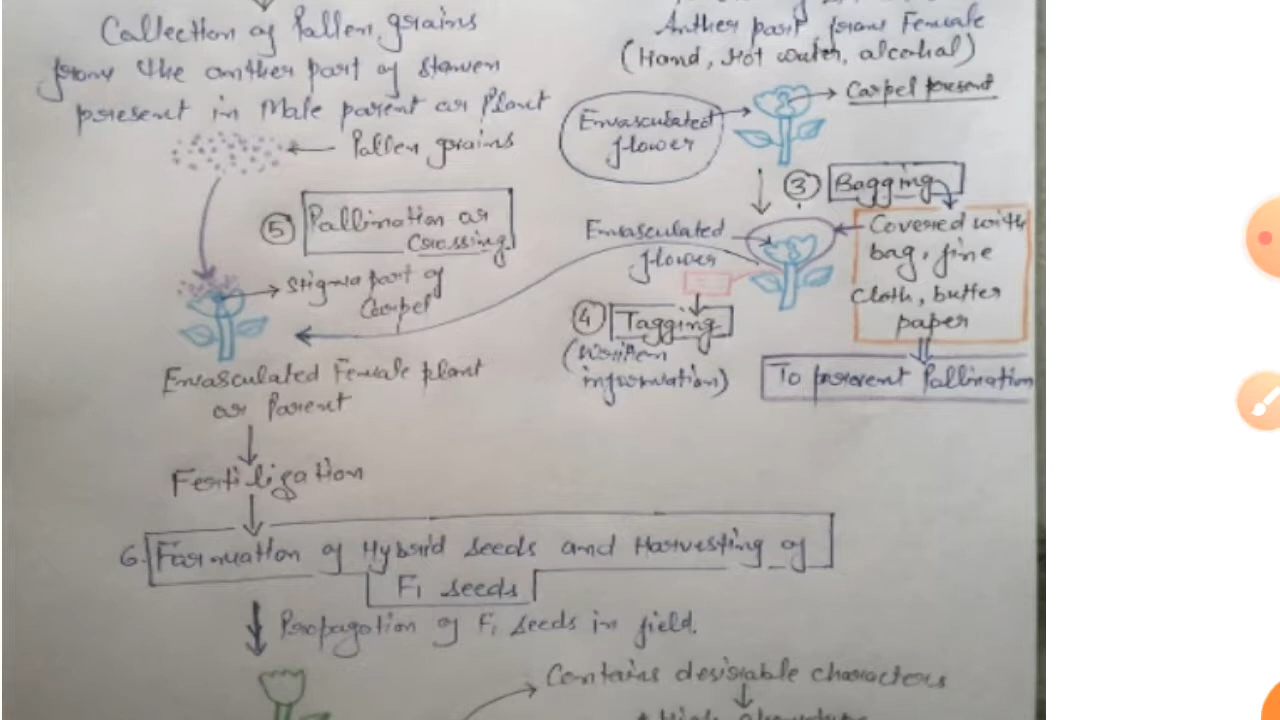 Collection of Pollen grains
from the anther part of stamen
present in Male parent or Plant
Pollen grains
Anther part from Female
(Hand, Hot water, alcohal)
Emasculated
flower
Carpel present
③ Bagging
Covered with
bag, fine
cloth, butter
paper
To prevent Pollination
Emasculated
flower
④ Tagging
(Written
information)
⑤ Pollination or
Crossing
Stigma part of
Carpel
Emasculated Female plant
or Parent
Fertiligation
6. Formation of Hybrid seeds and Harvesting of
F1 seeds
Propagation of F1 seeds in field.
Contains desirable characters